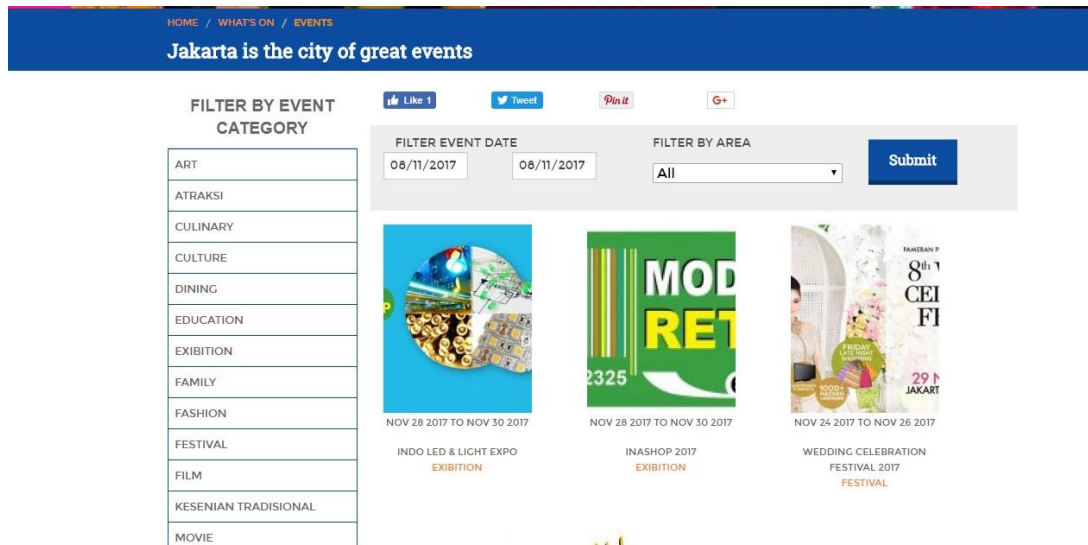 HOME / WHAT'S ON / EVENTS
Jakarta is the city of great events
FILTER BY EVENT
CATEGORY
ART
ATRAKSI
CULINARY
CULTURE
DINING
EDUCATION
EXIBITION
FAMILY
FASHION
FESTIVAL
FILM
KESENIAN TRADISIONAL
MOVIE
Like 1
Tweet
Pin it
G+
FILTER EVENT DATE
08/11/2017 08/11/2017
FILTER BY AREA
All
Submit
NOV 28 2017 TO NOV 30 2017
INDO LED & LIGHT EXPO
EXIBITION
MOD
RET
2325
NOV 28 2017 TO NOV 30 2017
INASHOP 2017
EXIBITION
PAMERAN P
8th
CEI
FRIDAY
LATE NIGHT
SHOPPING
1000+
HADIAH
29
JAKART
NOV 24 2017 TO NOV 26 2017
WEDDING CELEBRATION
FESTIVAL 2017
FESTIVAL